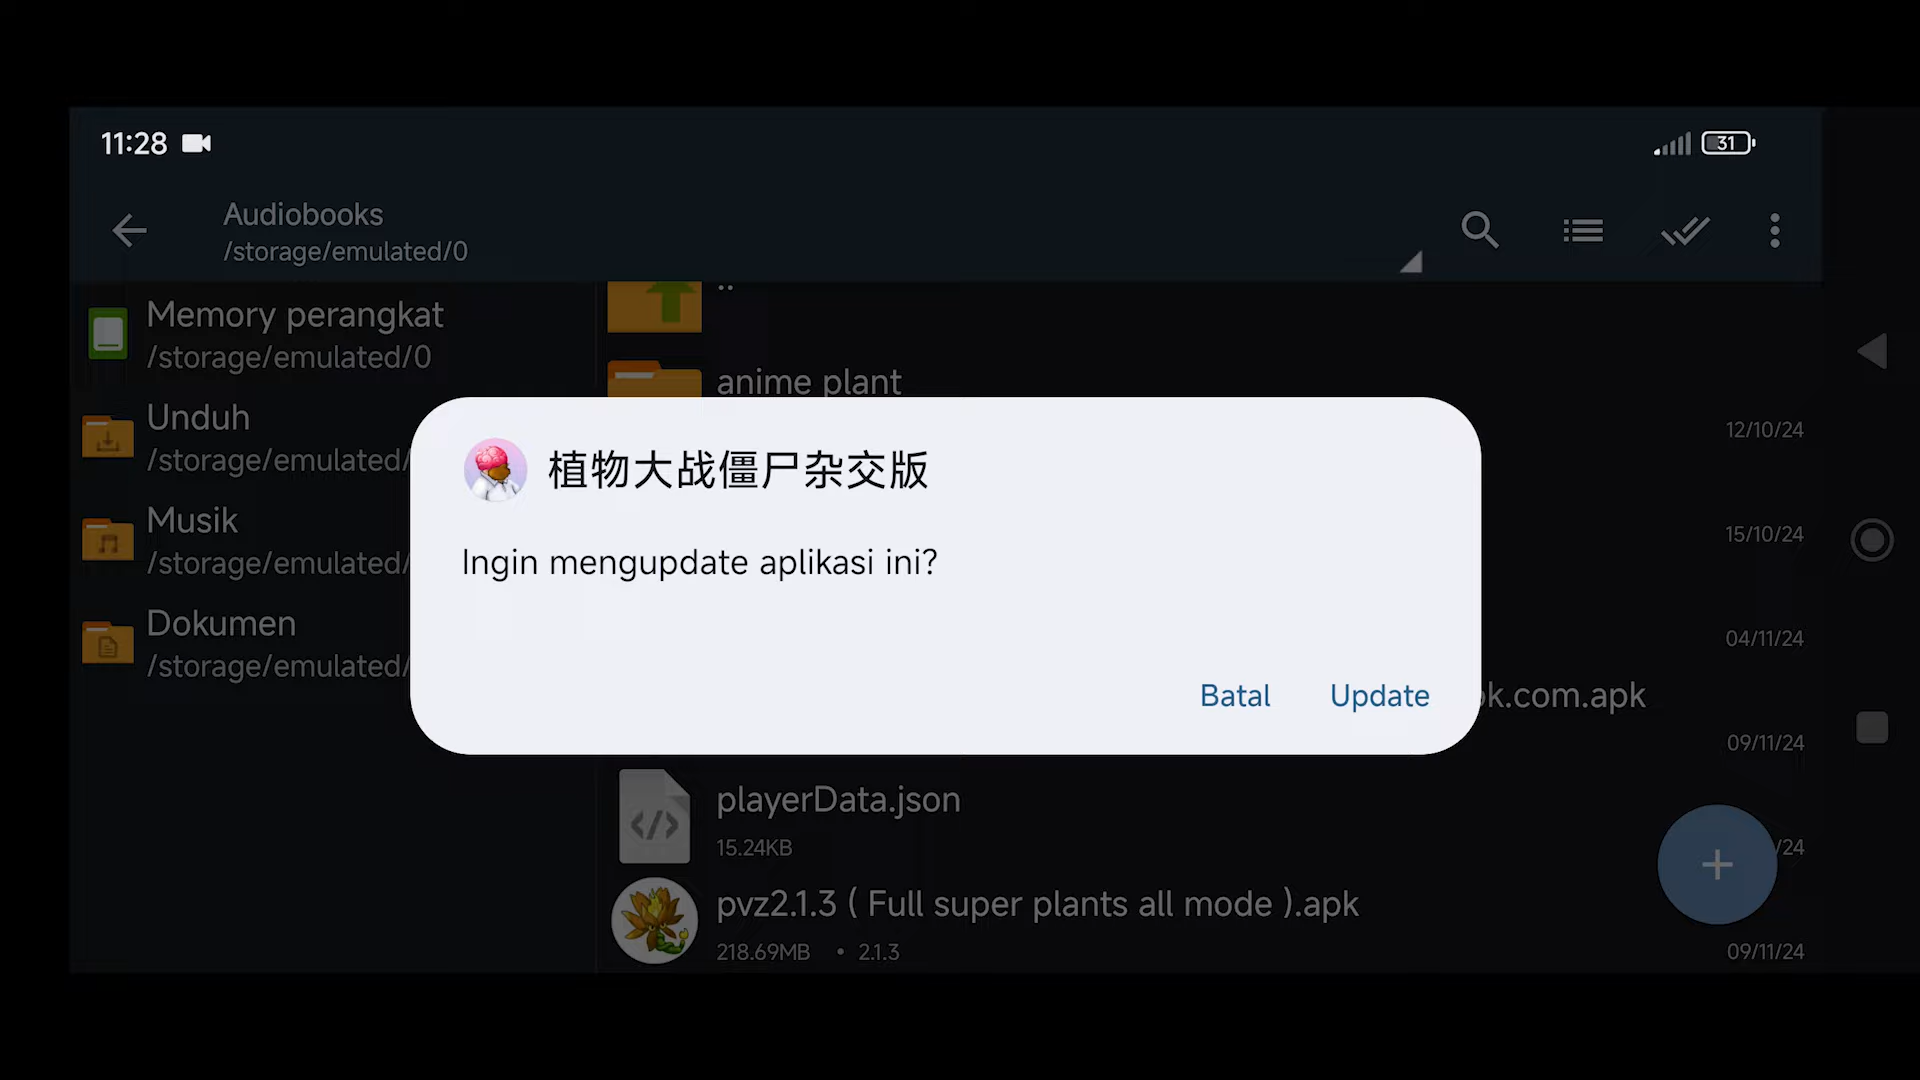 11:28
31
Audiobooks
/storage/emulated/0
Memory perangkat
/storage/emulated/0
Unduh
/storage/emulated/
Musik
/storage/emulated/
Dokumen
/storage/emulated/
..
anime plant
12/10/24
15/10/24
04/11/24
植物大战僵尸杂交版
Ingin mengupdate aplikasi ini?
Batal
Update
k.com.apk
09/11/24
playerData.json
15.24KB
/24
pvz2.1.3 ( Full super plants all mode ).apk
218.69MB • 2.1.3
09/11/24